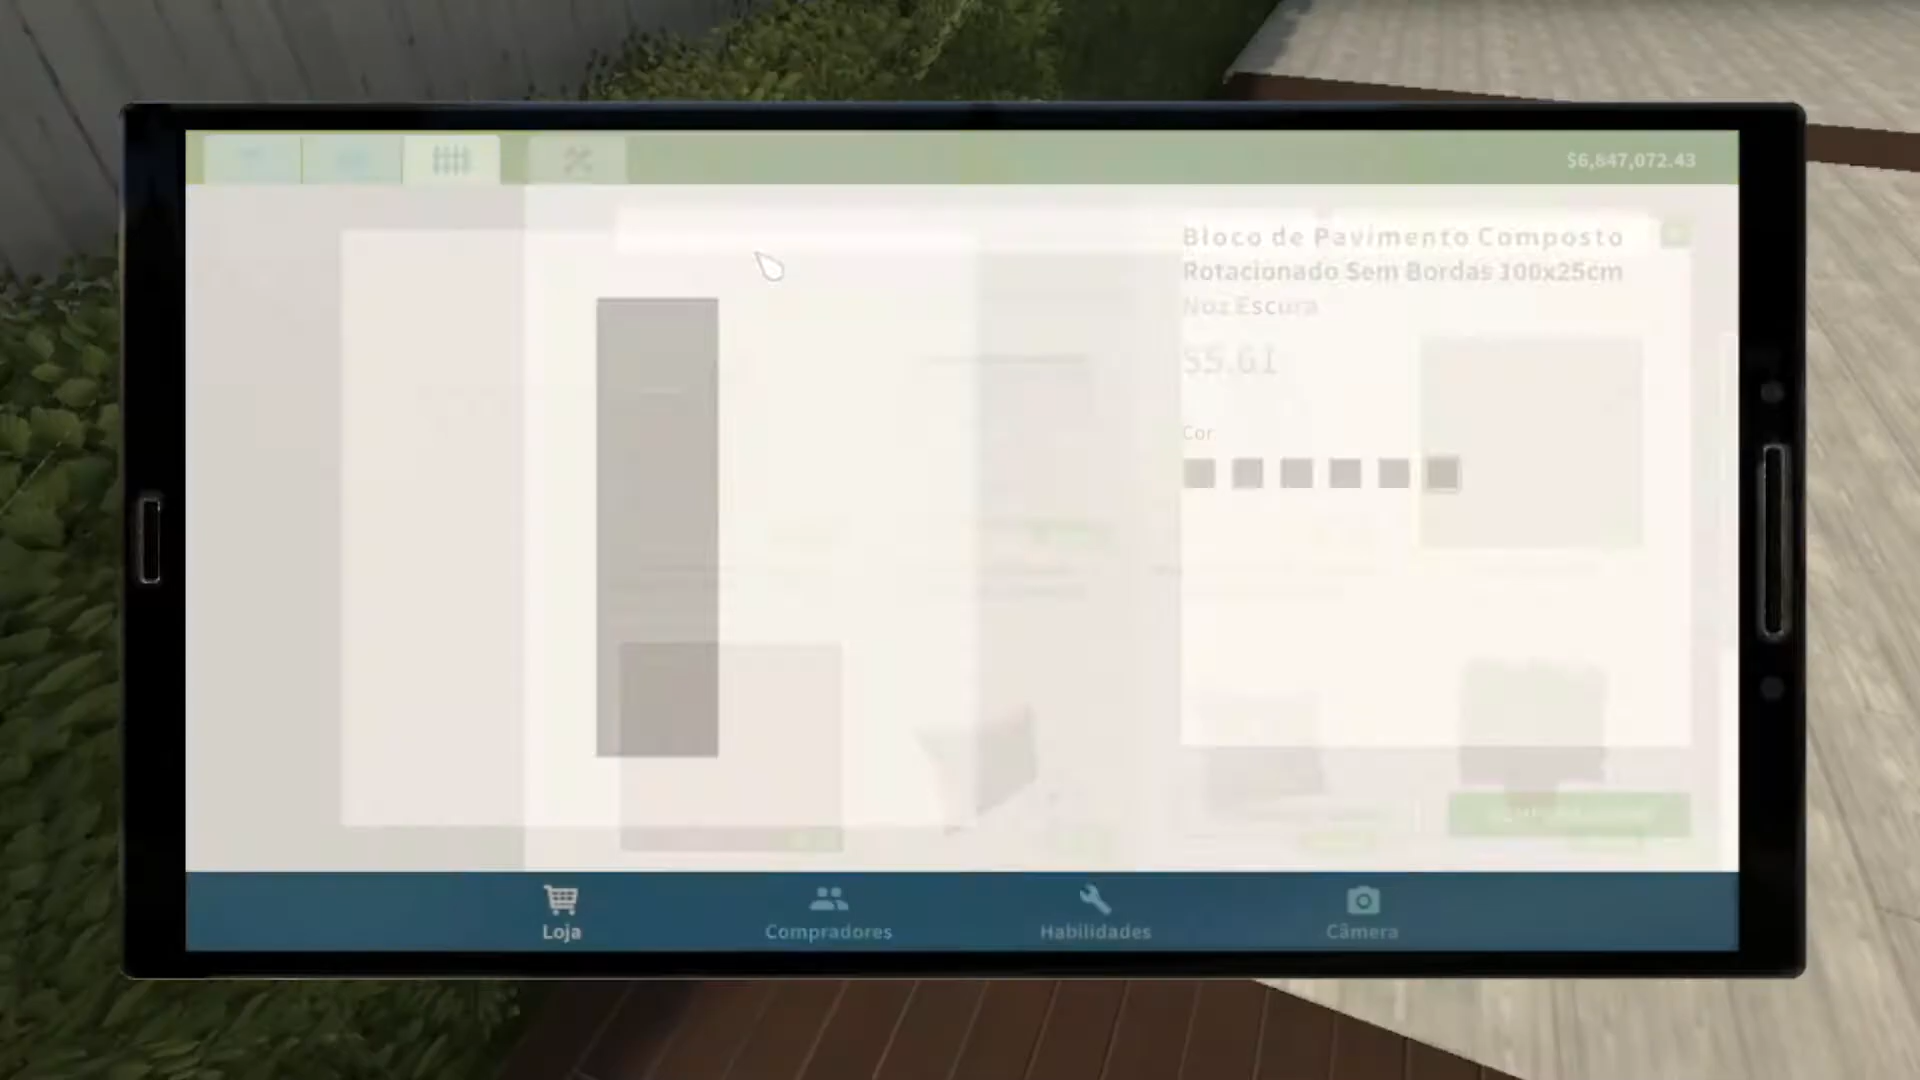 $6,847,072.43
Bloco de Pavimento Composto
Rotacionado Sem Bordas 100x25cm
Noz Escura
$5.61
Cor
Loja
Compradores
Habilidades
Câmera